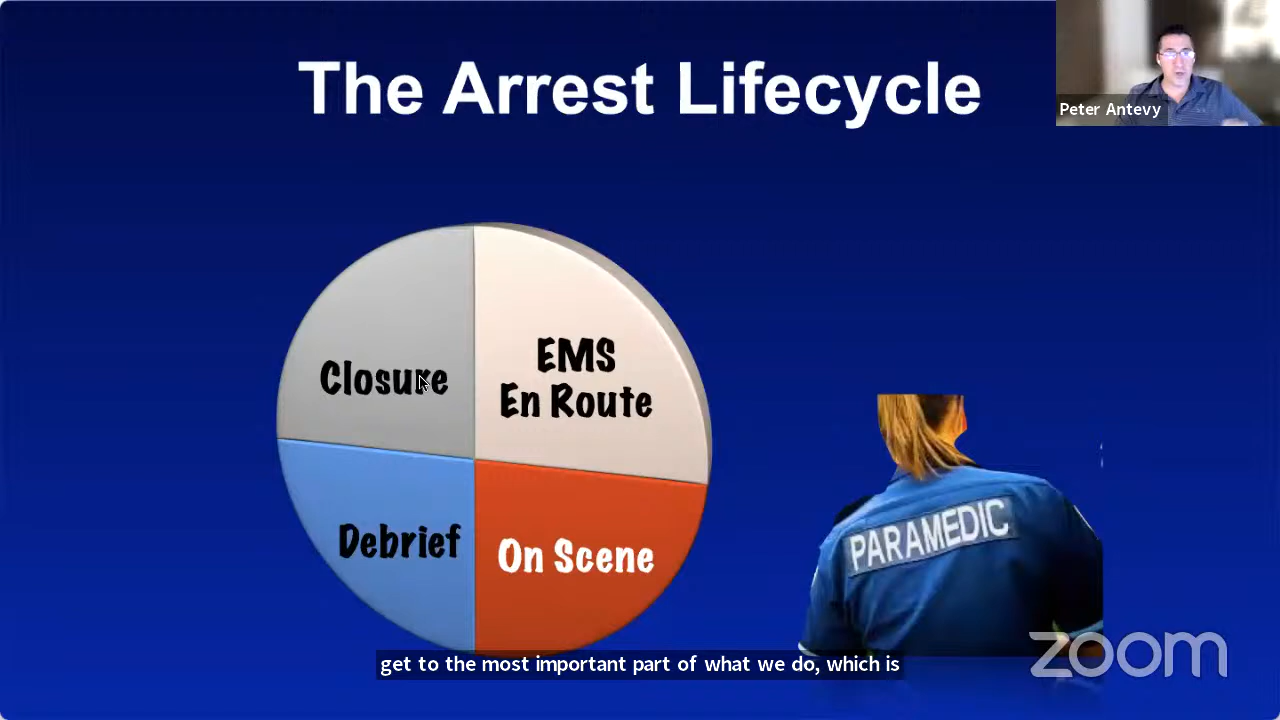 The Arrest Lifecycle
Peter Antevy
Closure
EMS
En Route
Debrief
On Scene
PARAMEDIC
zoom
get to the most important part of what we do, which is